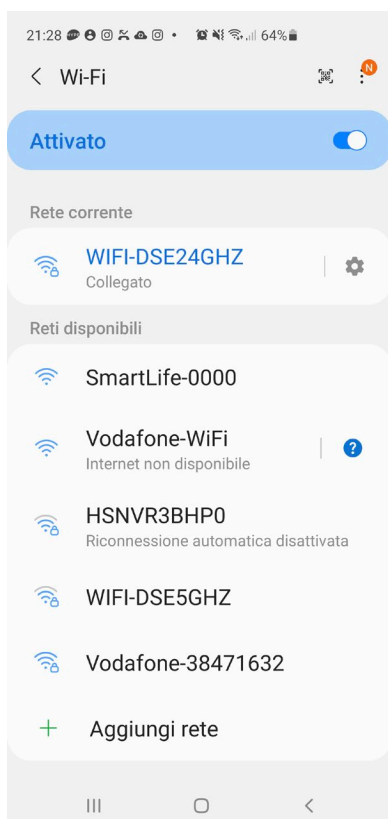 21:28 64%
Wi-Fi
N
Attivato
Rete corrente
WIFI-DSE24GHZ
Collegato
Reti disponibili
SmartLife-0000
Vodafone-WiFi
Internet non disponibile
?
HSNVR3BHP0
Riconnessione automatica disattivata
WIFI-DSE5GHZ
Vodafone-38471632
Aggiungi rete